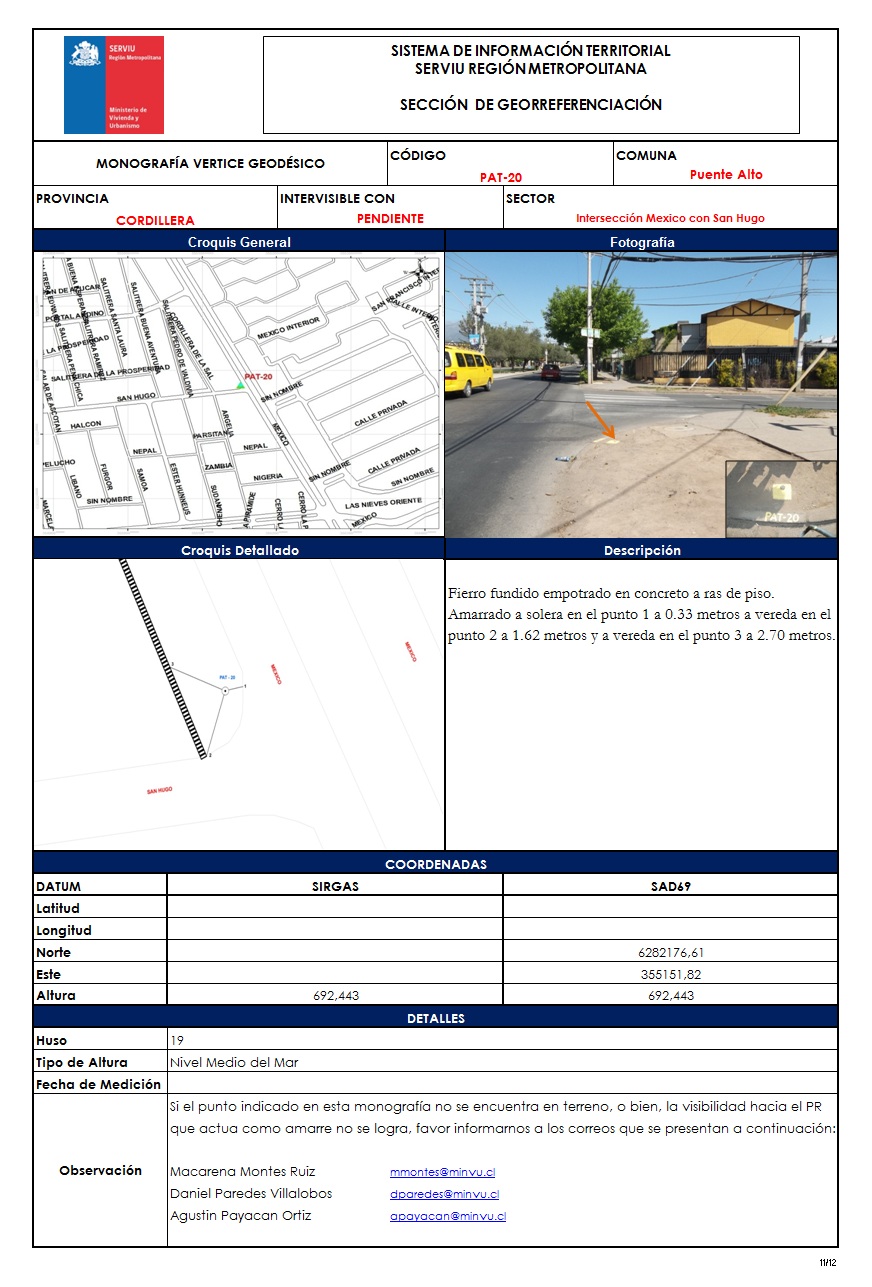 SERVIU
Región Metropolitana
Ministerio de
Vivienda y
Urbanismo
SISTEMA DE INFORMACIÓN TERRITORIAL
SERVIU REGIÓN METROPOLITANA
SECCIÓN DE GEORREFERENCIACIÓN
MONOGRAFÍA VERTICE GEODÉSICO
CÓDIGO
PAT-20
COMUNA
Puente Alto
PROVINCIA
CORDILLERA
INTERVISIBLE CON
PENDIENTE
SECTOR
Intersección Mexico con San Hugo
Croquis General
Fotografía
PORTAL ANDINO
LA PROSPERIDAD
SALITRERA DE LA PROSPERIDAD
SALITRERA SANTA LAURA
SALITRERA BUENA AVENTURA
SALITRERA PEDRO DE VALDIVIA
CORDILLERA DE LA SAL
MEXICO INTERIOR
SAN HUGO
PAT-20
SIN NOMBRE
CALLE PRIVADA
HALCON
PARSITAN
ARGELIA
NEPAL
NEPAL
MEXICO
ZAMBIA
NIGERIA
SIN NOMBRE
CALLE PRIVADA
SIN NOMBRE
PELUCHO
LIBANO
FURGOR
SAMOA
ESTER HUNNEUS
SIN NOMBRE
LAS NIEVES ORIENTE
MEXICO
PAT-20
Croquis Detallado
Descripción
3
PAT - 20
1
2
MEXICO
MEXICO
SAN HUGO
Fierro fundido empotrado en concreto a ras de piso.
Amarrado a solera en el punto 1 a 0.33 metros a vereda en el
punto 2 a 1.62 metros y a vereda en el punto 3 a 2.70 metros.
COORDENADAS
DATUM SIRGAS SAD69
Latitud
Longitud
Norte 6282176,61
Este 355151,82
Altura 692,443 692,443
DETALLES
Huso 19
Tipo de Altura Nivel Medio del Mar
Fecha de Medición
Observación
Si el punto indicado en esta monografía no se encuentra en terreno, o bien, la visibilidad hacia el PR
que actua como amarre no se logra, favor informarnos a los correos que se presentan a continuación:
Macarena Montes Ruiz mmontes@minvu.cl
Daniel Paredes Villalobos dparedes@minvu.cl
Agustin Payacan Ortiz apayacan@minvu.cl
11/12